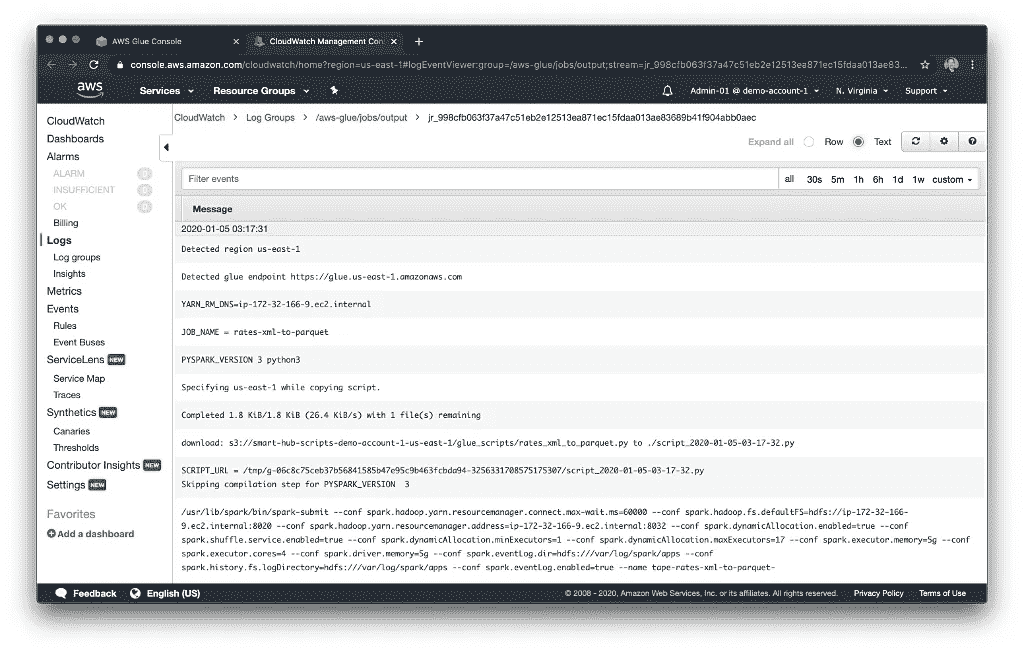 AWS Glue Console
CloudWatch Management Con
console.aws.amazon.com/cloudwatch/home?region=us-east-1#logEventViewer:group=/aws-glue/jobs/output;stream=jr_998cfb063f37a47c51eb2e12513ea871ec15fdaa013ae83...
aws
Services
Resource Groups
Admin-01 @ demo-account-1
N. Virginia
Support
CloudWatch
Dashboards
Alarms
ALARM 0
INSUFFICIENT 0
OK 0
Billing
Logs
Log groups
Insights
Metrics
Events
Rules
Event Buses
ServiceLens NEW
Service Map
Traces
Synthetics NEW
Canaries
Thresholds
Contributor Insights NEW
Settings NEW
Favorites
Add a dashboard
CloudWatch > Log Groups > /aws-glue/jobs/output > jr_998cfb063f37a47c51eb2e12513ea871ec15fdaa013ae83689b41f904abb0aec
Expand all Row Text
Filter events
all 30s 5m 1h 6h 1d 1w custom
Message
2020-01-05 03:17:31
Detected region us-east-1
Detected glue endpoint https://glue.us-east-1.amazonaws.com
YARN_RM_DNS=ip-172-32-166-9.ec2.internal
JOB_NAME = rates-xml-to-parquet
PYSPARK_VERSION 3 python3
Specifying us-east-1 while copying script.
Completed 1.8 KiB/1.8 KiB (26.4 KiB/s) with 1 file(s) remaining
download: s3://smart-hub-scripts-demo-account-1-us-east-1/glue_scripts/rates_xml_to_parquet.py to ./script_2020-01-05-03-17-32.py
SCRIPT_URL = /tmp/g-06c8c75ceb37b56841585b47e95c9b463fcbda94-3256331708575175307/script_2020-01-05-03-17-32.py
Skipping compilation step for PYSPARK_VERSION 3
/usr/lib/spark/bin/spark-submit --conf spark.hadoop.yarn.resourcemanager.connect.max-wait.ms=60000 --conf spark.hadoop.fs.defaultFS=hdfs://ip-172-32-166-
9.ec2.internal:8020 --conf spark.hadoop.yarn.resourcemanager.address=ip-172-32-166-9.ec2.internal:8032 --conf spark.dynamicAllocation.enabled=true --conf
spark.shuffle.service.enabled=true --conf spark.dynamicAllocation.minExecutors=1 --conf spark.dynamicAllocation.maxExecutors=17 --conf spark.executor.memory=5g --conf
spark.executor.cores=4 --conf spark.driver.memory=5g --conf spark.eventLog.dir=hdfs:///var/log/spark/apps --conf
spark.history.fs.logDirectory=hdfs:///var/log/spark/apps --conf spark.eventLog.enabled=true --name tape-rates-xml-to-parquet-
Feedback
English (US)
© 2008 - 2020, Amazon Web Services, Inc. or its affiliates. All rights reserved.
Privacy Policy
Terms of Use